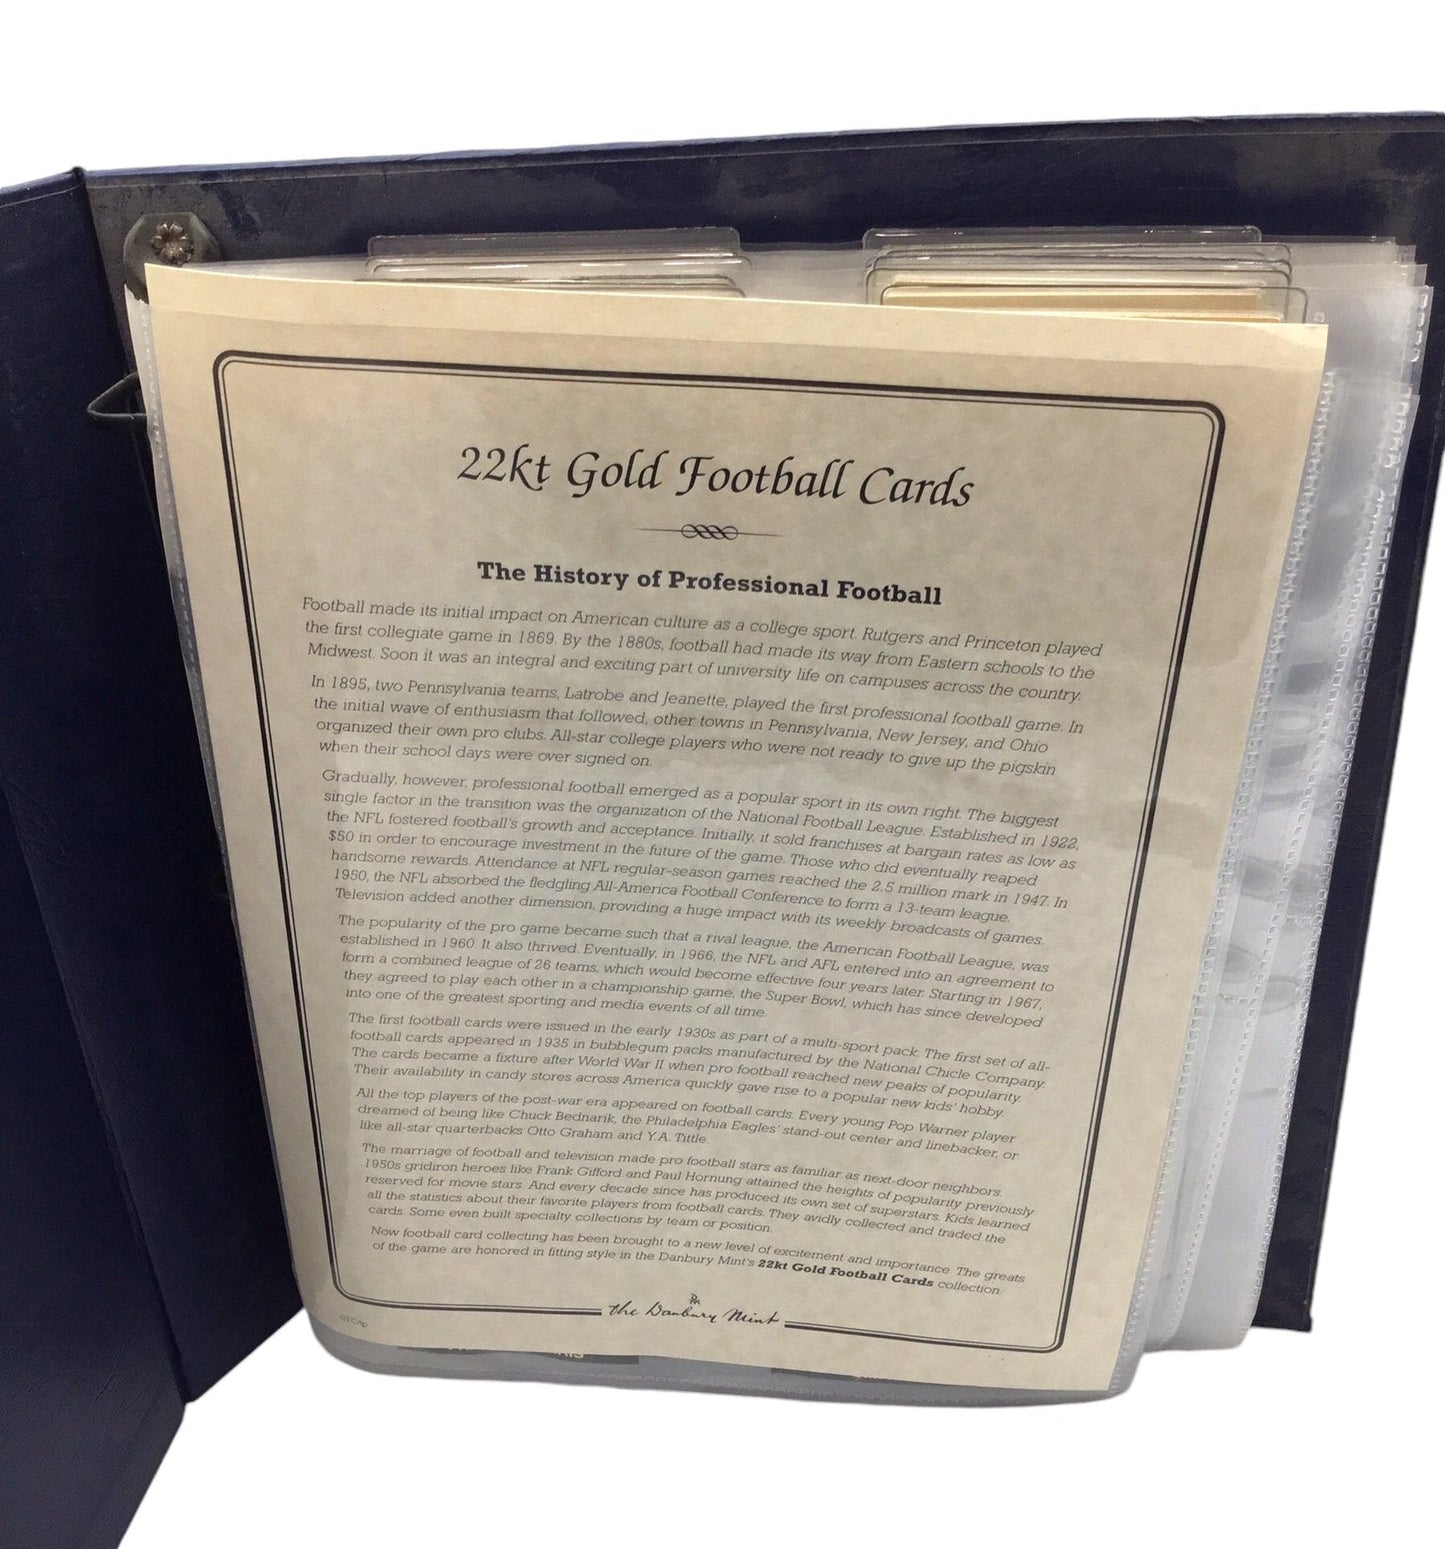 22kt Gold Football Cards
The History of Professional Football
Football made its initial impact on American culture as a college sport. Rutgers and Princeton played
the first collegiate game in 1869. By the 1880s, football had made its way from Eastern schools to the
Midwest. Soon it was an integral and exciting part of university life on campuses across the country.
In 1895, two Pennsylvania teams, Latrobe and Jeanette, played the first professional football game. In
the initial wave of enthusiasm that followed, other towns in Pennsylvania, New Jersey, and Ohio
organized their own pro clubs. All-star college players who were not ready to give up the pigskin
when their school days were over signed on.
Gradually, however, professional football emerged as a popular sport in its own right. The biggest
single factor in the transition was the organization of the National Football League. Established in 1922,
the NFL fostered football's growth and acceptance. Initially, it sold franchises at bargain rates as low as
$50 in order to encourage investment in the future of the game. Those who did eventually reaped
handsome rewards. Attendance at NFL regular-season games reached the 2.5 million mark in 1947. In
1950, the NFL absorbed the fledgling All-America Football Conference to form a 13-team league.
Television added another dimension, providing a huge impact with its weekly broadcasts of games.
The popularity of the pro game became such that a rival league, the American Football League, was
established in 1960. It also thrived. Eventually, in 1966, the NFL and AFL entered into an agreement to
form a combined league of 26 teams, which would become effective four years later. Starting in 1967,
they agreed to play each other in a championship game, the Super Bowl, which has since developed
into one of the greatest sporting and media events of all time.
The first football cards were issued in the early 1930s as part of a multi-sport pack. The first set of all-
football cards appeared in 1935 in bubblegum packs manufactured by the National Chicle Company.
The cards became a fixture after World War II when pro football reached new peaks of popularity.
Their availability in candy stores across America quickly gave rise to a popular new kids' hobby.
All the top players of the post-war era appeared on football cards. Every young Pop Warner player
dreamed of being like Chuck Bednarik, the Philadelphia Eagles' stand-out center and linebacker, or
like all-star quarterbacks Otto Graham and Y.A. Tittle.
The marriage of football and television made pro football stars as familiar as next-door neighbors.
1950s gridiron heroes like Frank Gifford and Paul Hornung attained the heights of popularity previously
reserved for movie stars. And every decade since has produced its own set of superstars. Kids learned
all the statistics about their favorite players from football cards. They avidly collected and traded the
cards. Some even built specialty collections by team or position.
Now football card collecting has been brought to a new level of excitement and importance. The greats
of the game are honored in fitting style in the Danbury Mint's 22kt Gold Football Cards collection.
the Danbury Mint